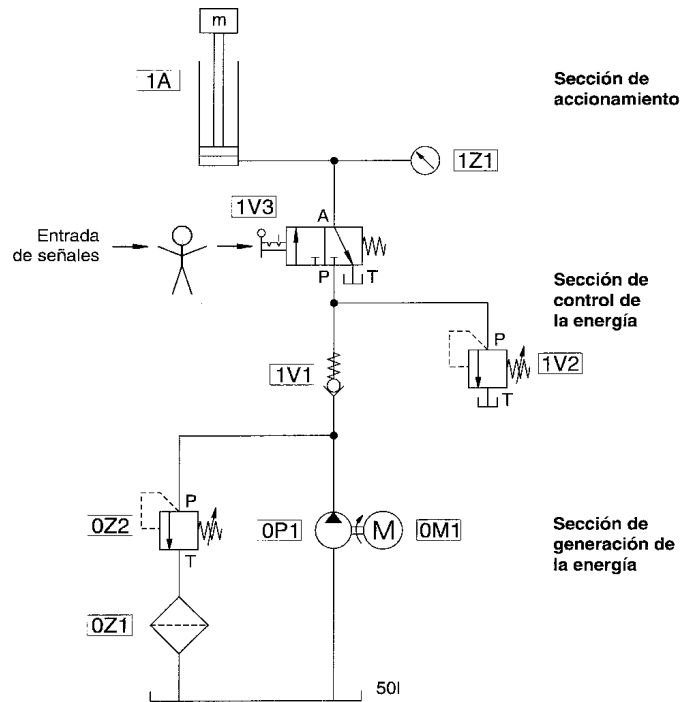 m
1A
Sección de
accionamiento
1Z1
1V3
A
Entrada
de señales
P
T
Sección de
control de
la energía
P
1V1
1V2
T
P
0Z2
0P1
M
0M1
Sección de
generación de
la energía
T
0Z1
50l